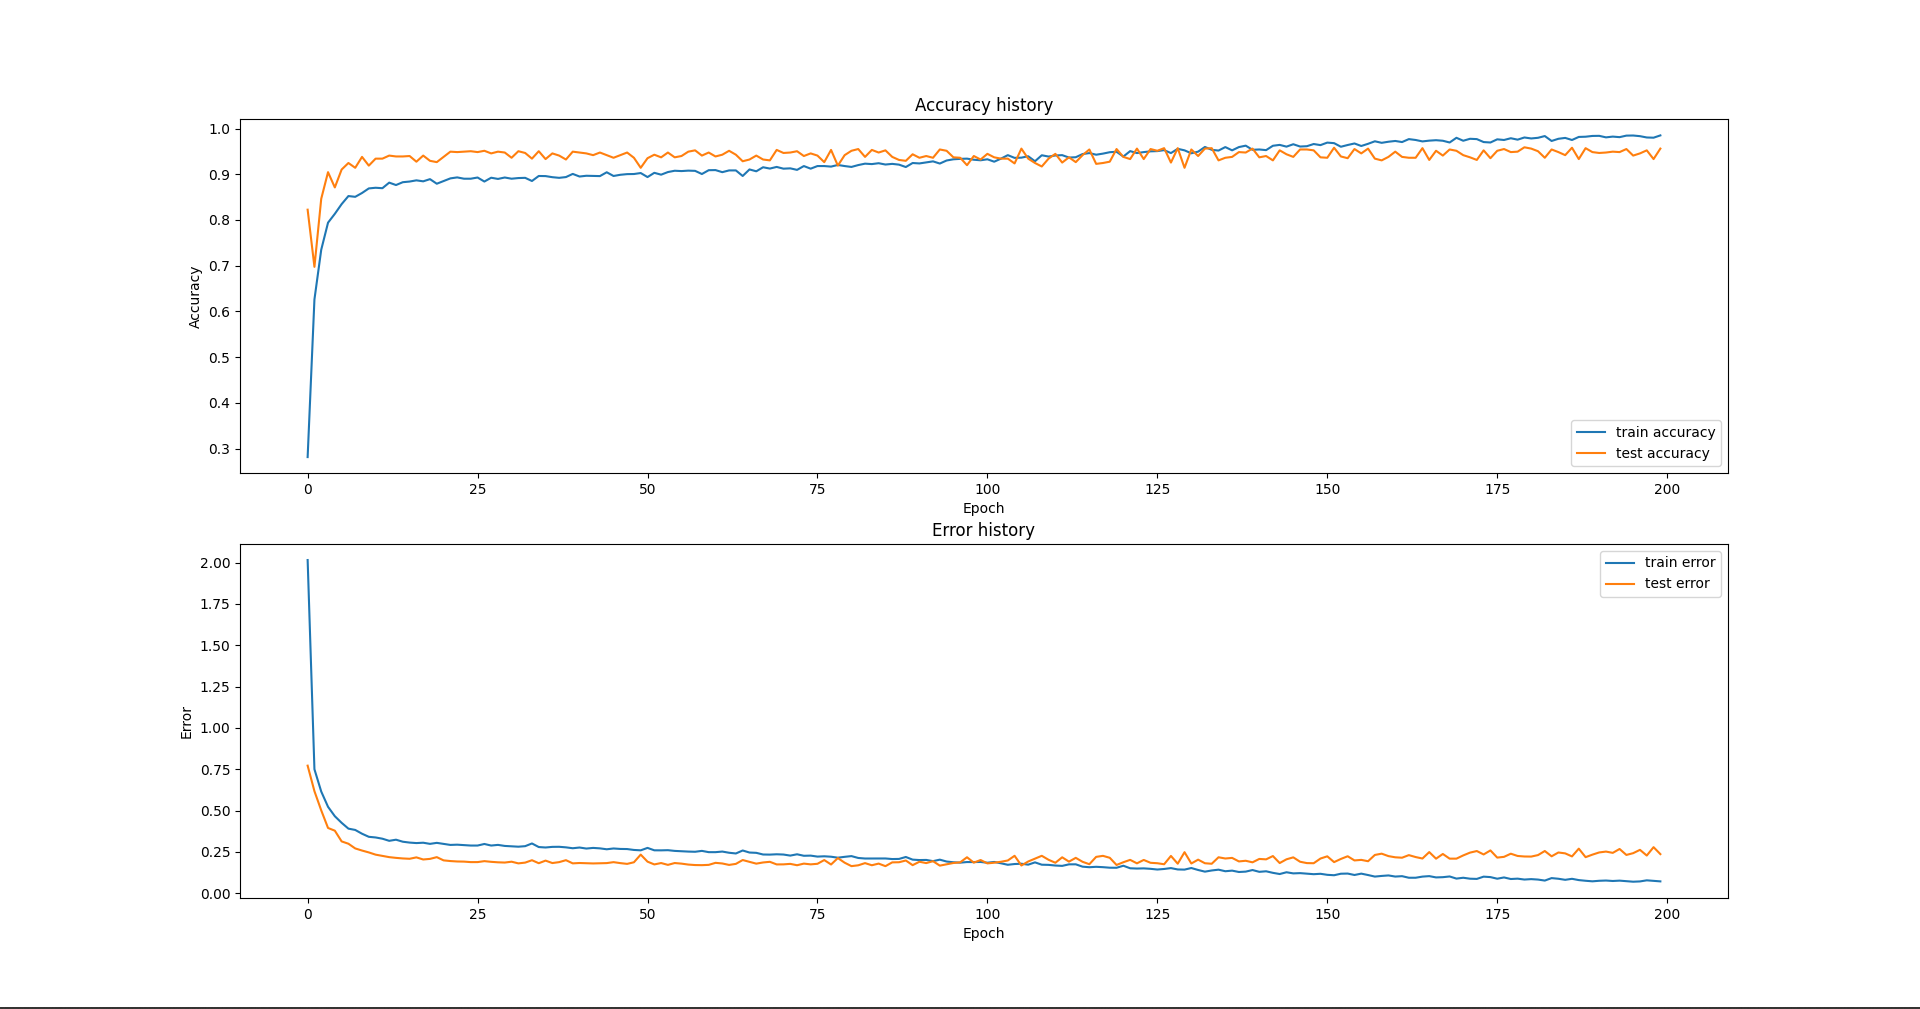 Accuracy history
1.0
0.9
0.8
0.7
0.6
0.5
0.4
0.3
Accuracy
train accuracy
test accuracy
0 25 50 75 100 125 150 175 200
Epoch
Error history
2.00
1.75
1.50
1.25
1.00
0.75
0.50
0.25
0.00
Error
train error
test error
0 25 50 75 100 125 150 175 200
Epoch